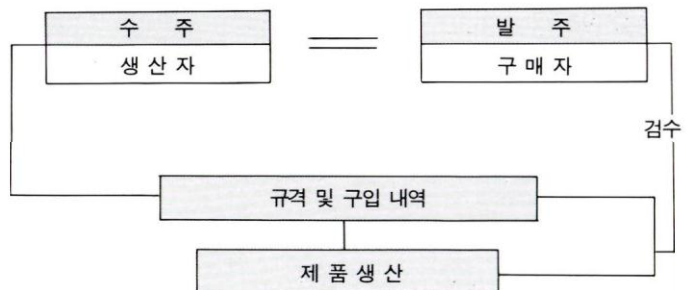 수 주
발 주
생 산 자
구 매 자
검수
규격 및 구입 내역
제 품 생 산